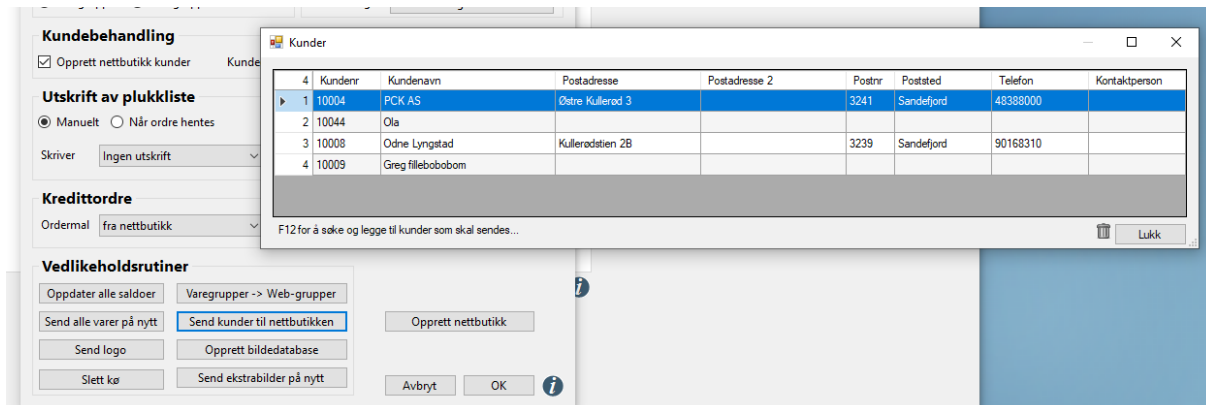 Kundebehandling
Opprett nettbutikk kunder Kunde
Utskrift av plukkliste
Manuelt Når ordre hentes
Skriver Ingen utskrift
Kredittordre
Ordermal fra nettbutikk
Vedlikeholdsrutiner
Oppdater alle saldoer Varegrupper -> Web-grupper
Send alle varer på nytt Send kunder til nettbutikken Opprett nettbutikk
Send logo Opprett bildedatabase
Slett kø Send ekstrabilder på nytt Avbryt OK
Kunder
4 Kundenr Kundenavn Postadresse Postadresse 2 Postnr Poststed Telefon Kontaktperson
1 10004 PCK AS Østre Kullerød 3 3241 Sandefjord 48388000
2 10044 Ola
3 10008 Odne Lyngstad Kullerødstien 2B 3239 Sandefjord 90168310
4 10009 Greg fillebobobom
F12 for å søke og legge til kunder som skal sendes... Lukk